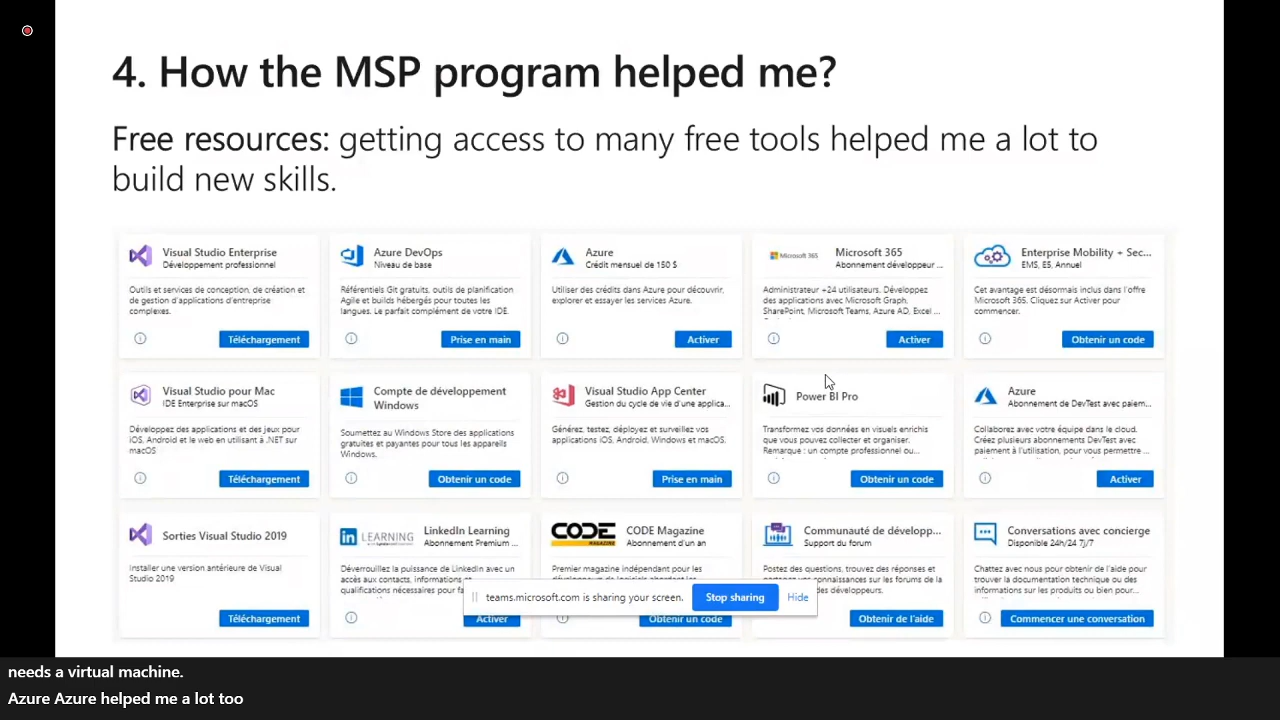 4. How the MSP program helped me?
Free resources: getting access to many free tools helped me a lot to
build new skills.
Visual Studio Enterprise
Développement professionnel
Outils et services de conception, de création et
de gestion d'applications d'entreprise
complexes.
Téléchargement
Azure DevOps
Niveau de base
Référentiels Git gratuits, outils de planification
Agile et builds hébergés pour toutes les
langues. Le parfait complément de votre IDE.
Prise en main
Azure
Crédit mensuel de 150 $
Utiliser des crédits Azure pour découvrir,
explorer et essayer les services Azure.
Activer
Microsoft 365
Microsoft 365
Abonnement développeur ...
Administrateur +24 utilisateurs. Développez
des applications avec Microsoft Graph,
SharePoint, Microsoft Teams, Azure AD, Excel ...
Activer
Enterprise Mobility + Sec...
EMS, E5, Annuel
Cet avantage est désormais inclus dans l'offre
Microsoft 365. Cliquez sur Activer pour
commencer.
Obtenir un code
Visual Studio pour Mac
IDE Enterprise sur macOS
Développez des applications et des jeux pour
iOS, Android et le web en utilisant à .NET sur
macOS
Téléchargement
Compte de développement
Windows
Soumettez au Windows Store des applications
gratuites et payantes pour tous les appareils
Windows.
Obtenir un code
Visual Studio App Center
Gestion du cycle de vie d'une applica...
Générez, testez, déployez et surveillez vos
applications iOS, Android, Windows et macOS.
Prise en main
Power BI Pro
Transformez vos données en visuels enrichis
que vous pouvez collecter et organiser.
Remarque : un compte professionnel ou...
Obtenir un code
Azure
Abonnement de DevTest avec paiem...
Collaborez avec votre équipe dans le cloud.
Créez plusieurs abonnements DevTest avec
paiement à l'utilisation, pour vous permettre ...
Activer
Sorties Visual Studio 2019
Installer une version antérieure de Visual
Studio 2019
Téléchargement
LEARNING
LinkedIn Learning
Abonnement Premium ...
Déverrouillez la puissance de LinkedIn avec un
accès aux contacts, informations
qualifications nécessaires pour
Activer
CODE
MAGAZINE
CODE Magazine
Abonnement d'un an
Premier magazine indépendant pour les
Obtenir un code
Communauté de développ...
Support du forum
Postez des questions, trouvez des réponses et
connaissances sur les forums de la
développeurs.
Obtenir de l'aide
Conversations avec concierge
Disponible 24h/24 7j/7
Chattez avec nous pour obtenir de l'aide pour
trouver la documentation technique ou des
informations sur les produits ou bien pour...
Commencer une conversation
teams.microsoft.com is sharing your screen.
Stop sharing
Hide
needs a virtual machine.
Azure Azure helped me a lot too